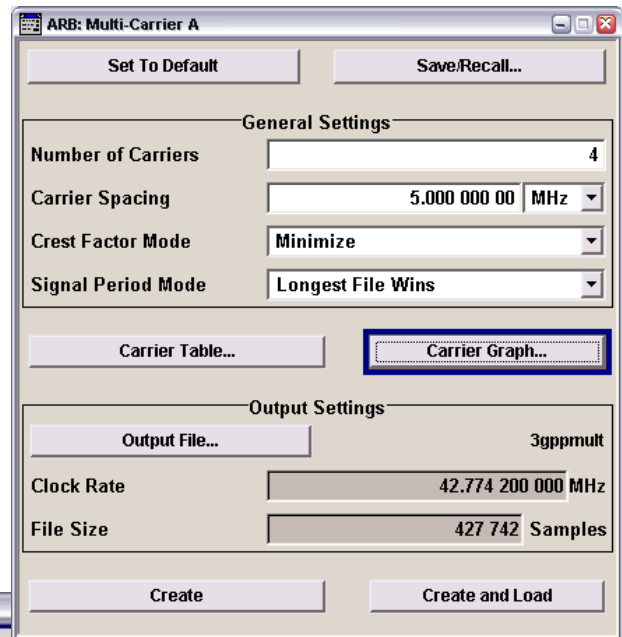 ARB: Multi-Carrier A
Set To Default Save/Recall...
General Settings
Number of Carriers 4
Carrier Spacing 5.000 000 00 MHz
Crest Factor Mode Minimize
Signal Period Mode Longest File Wins
Carrier Table... Carrier Graph...
Output Settings
Output File... 3gppmult
Clock Rate 42.774 200 000 MHz
File Size 427 742 Samples
Create Create and Load